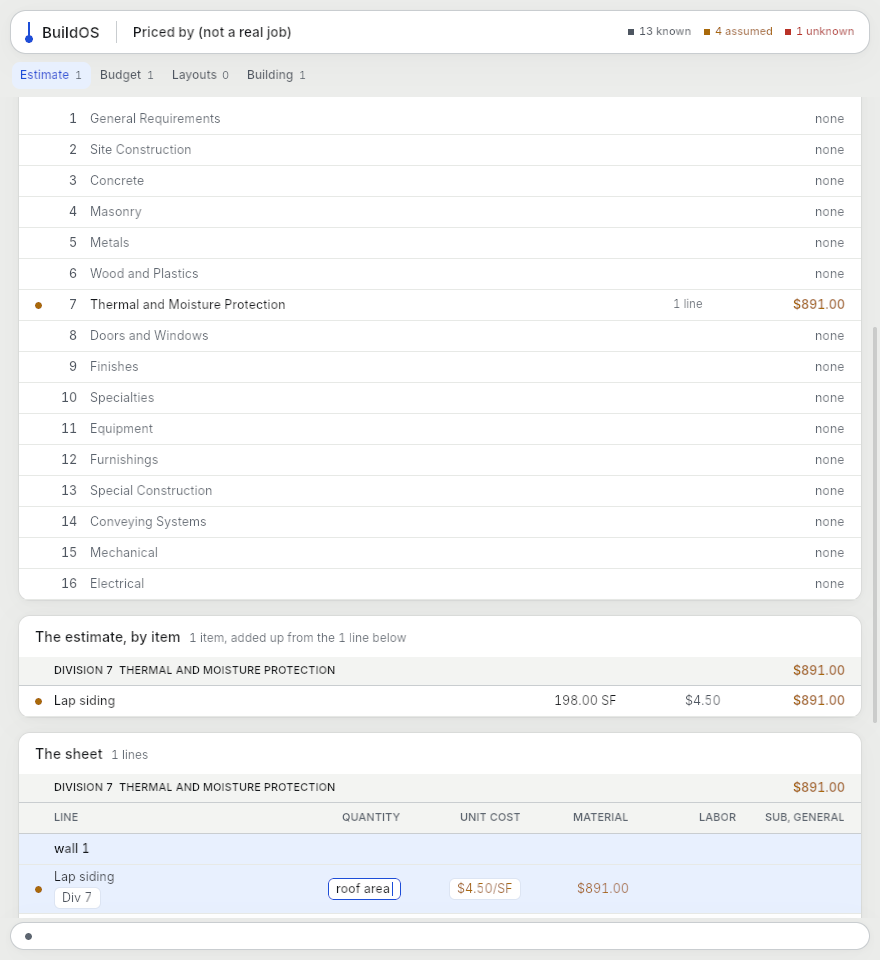 BuildOS
Priced by (not a real job)
13 known
4 assumed
1 unknown
Estimate 1
Budget 1
Layouts 0
Building 1
1 General Requirements none
2 Site Construction none
3 Concrete none
4 Masonry none
5 Metals none
6 Wood and Plastics none
7 Thermal and Moisture Protection 1 line $891.00
8 Doors and Windows none
9 Finishes none
10 Specialties none
11 Equipment none
12 Furnishings none
13 Special Construction none
14 Conveying Systems none
15 Mechanical none
16 Electrical none
The estimate, by item 1 item, added up from the 1 line below
DIVISION 7 THERMAL AND MOISTURE PROTECTION $891.00
Lap siding 198.00 SF $4.50 $891.00
The sheet 1 lines
DIVISION 7 THERMAL AND MOISTURE PROTECTION $891.00
LINE QUANTITY UNIT COST MATERIAL LABOR SUB, GENERAL
wall 1
Lap siding
Div 7
roof area $4.50/SF $891.00